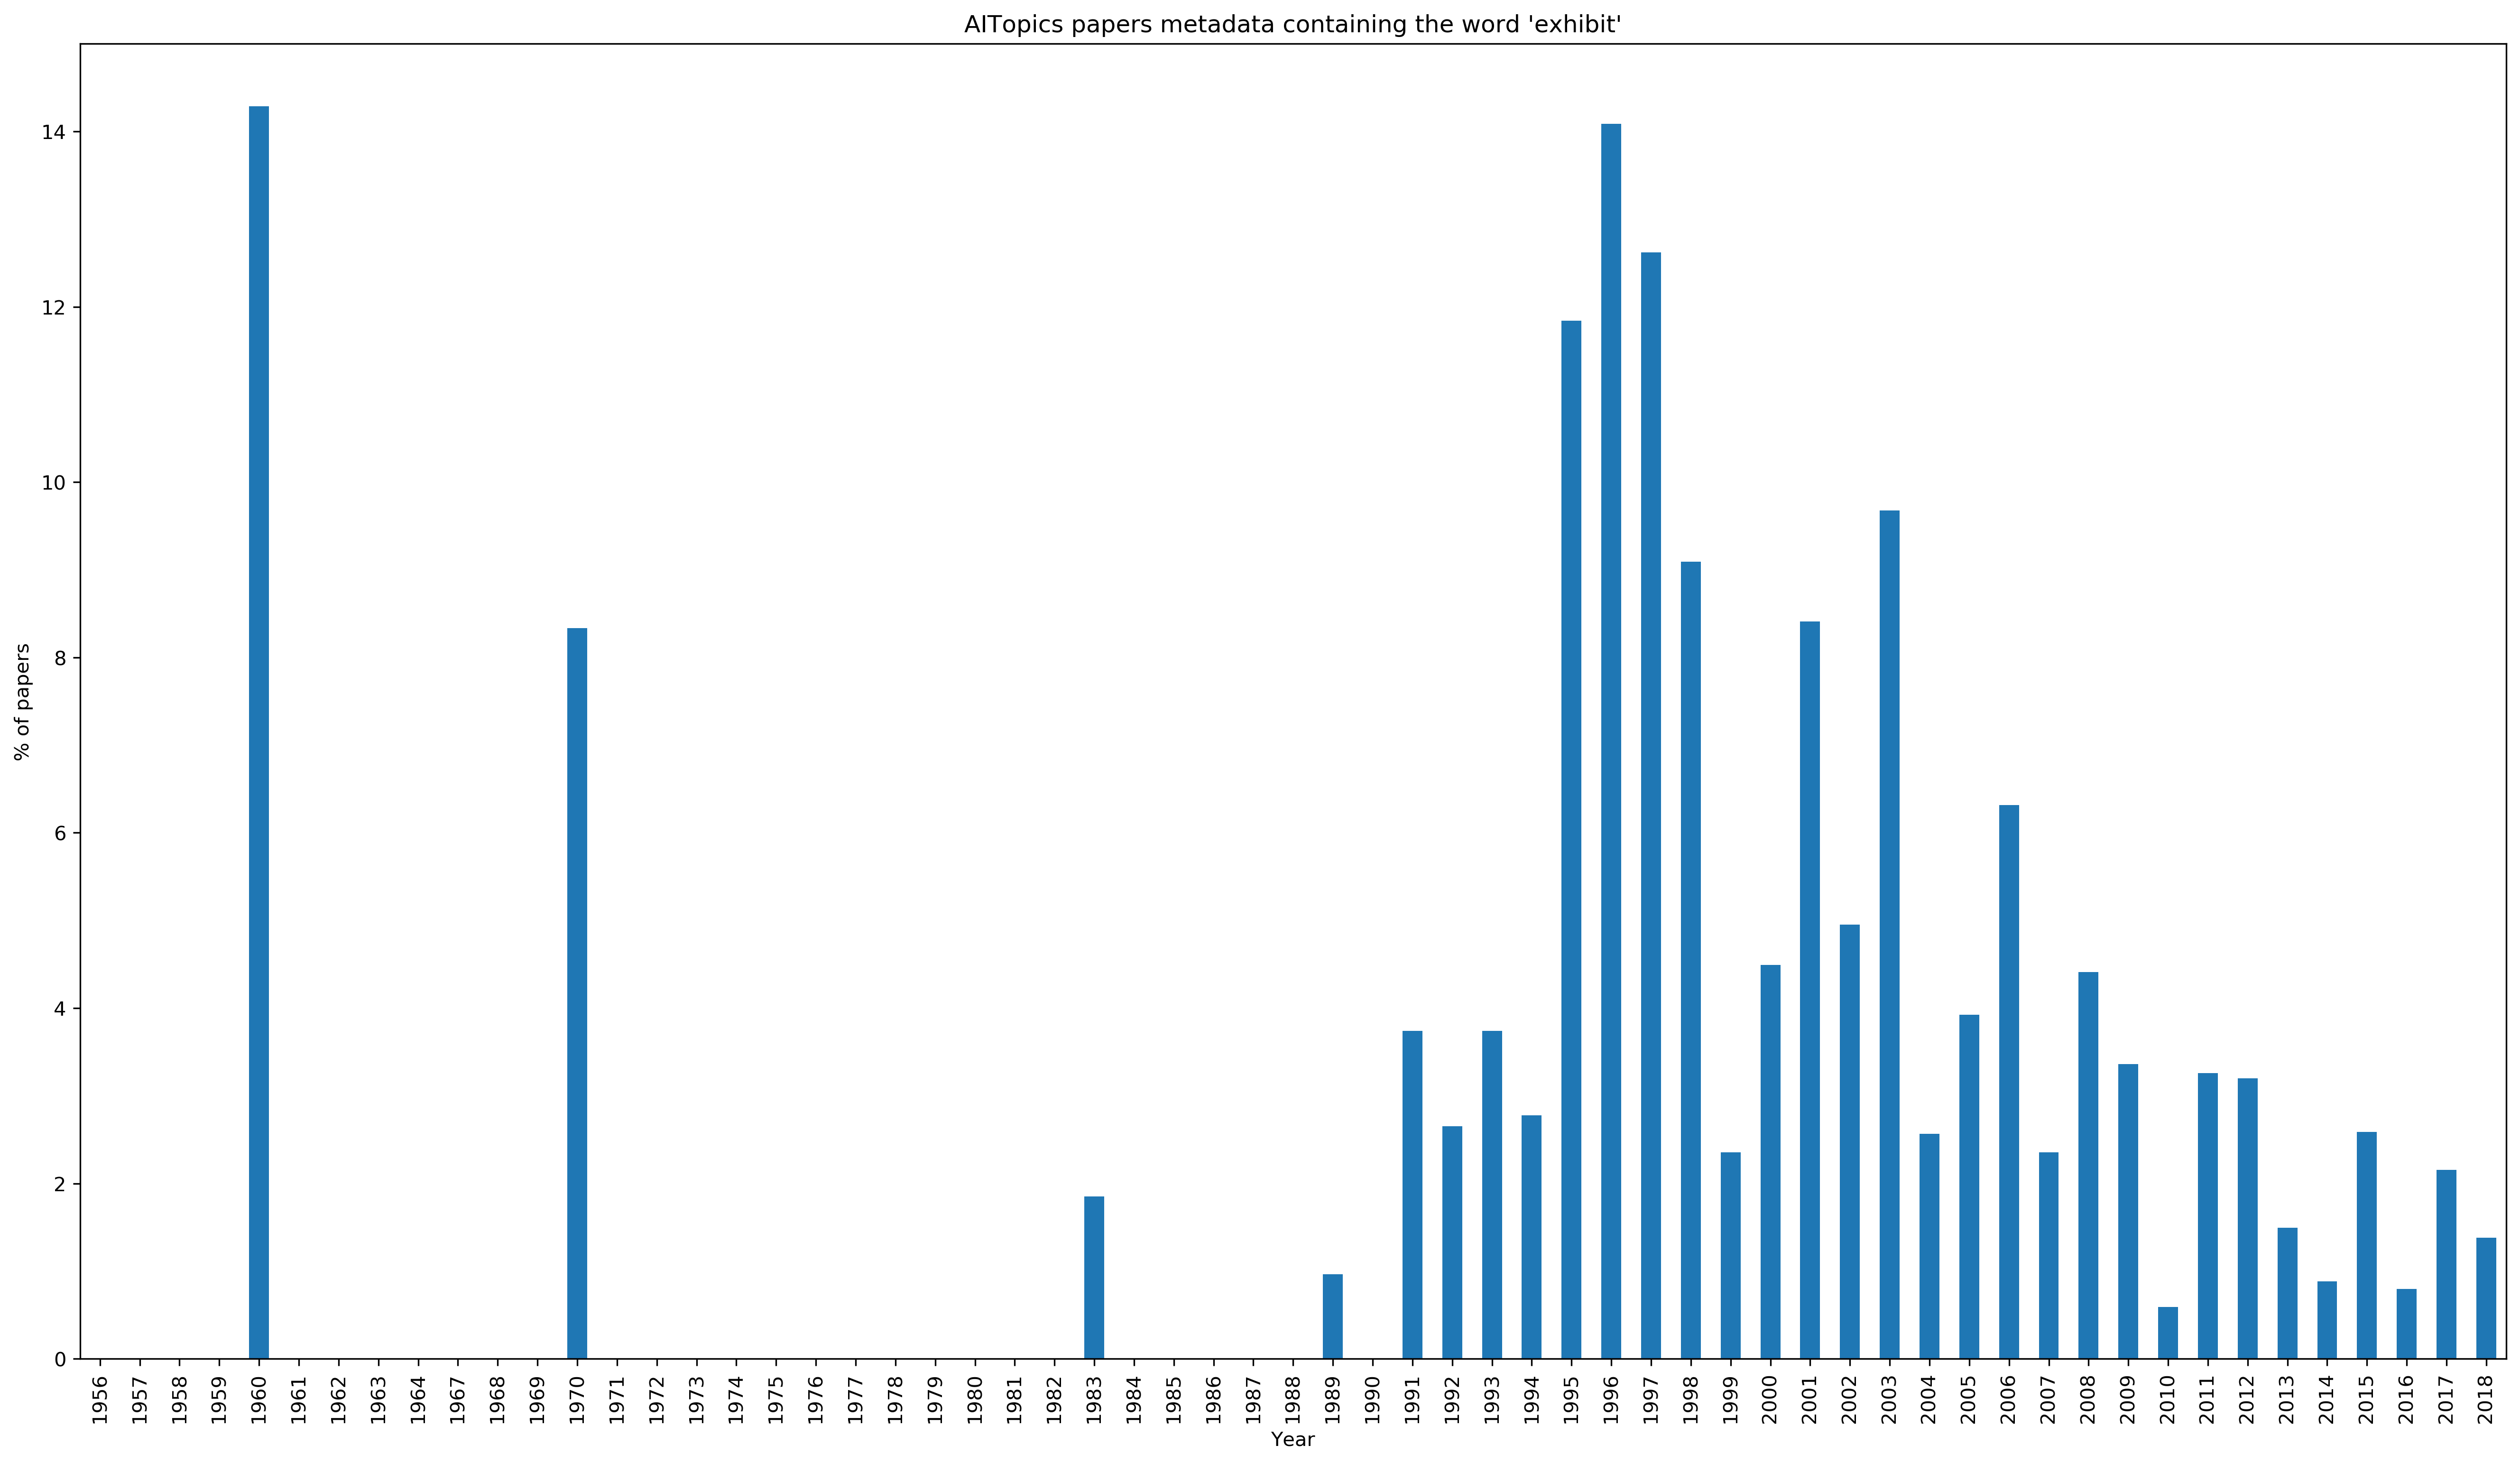 AITopics papers metadata containing the word 'exhibit'
% of papers
14
12
10
8
6
4
2
0
1956 1957 1958 1959 1960 1961 1962 1963 1964 1967 1968 1969 1970 1971 1972 1973 1974 1975 1976 1977 1978 1979 1980 1981 1982 1983 1984 1985 1986 1987 1988 1989 1990 1991 1992 1993 1994 1995 1996 1997 1998 1999 2000 2001 2002 2003 2004 2005 2006 2007 2008 2009 2010 2011 2012 2013 2014 2015 2016 2017 2018
Year